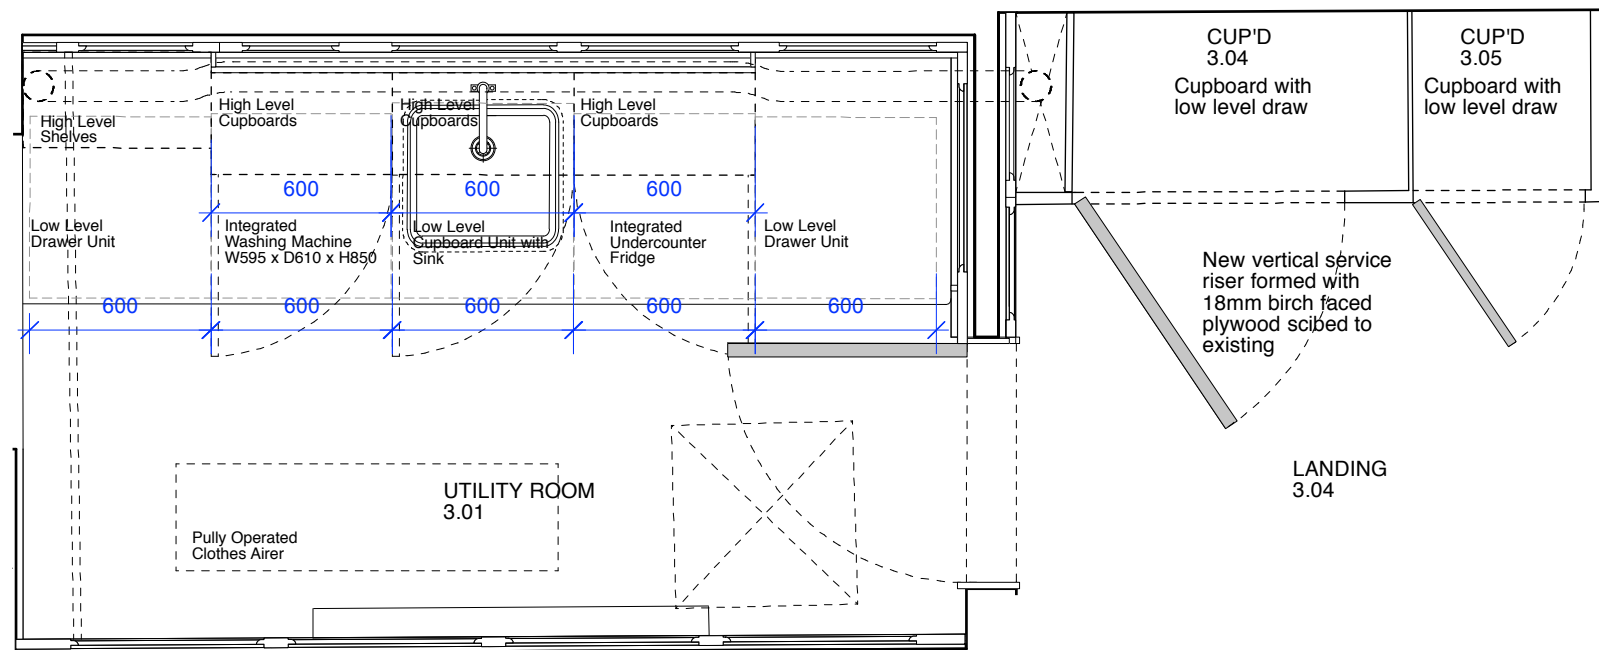 CUP'D
3.04
Cupboard with
low level draw
CUP'D
3.05
Cupboard with
low level draw
High Level
Shelves
High Level
Cupboards
High Level
Cupboards
High Level
Cupboards
600
600
600
Low Level
Drawer Unit
Integrated
Washing Machine
W595 x D610 x H850
Low Level
Cupboard Unit with
Sink
Integrated
Undercounter
Fridge
Low Level
Drawer Unit
600
600
600
600
600
New vertical service
riser formed with
18mm birch faced
plywood scibed to
existing
UTILITY ROOM
3.01
LANDING
3.04
Pully Operated
Clothes Airer